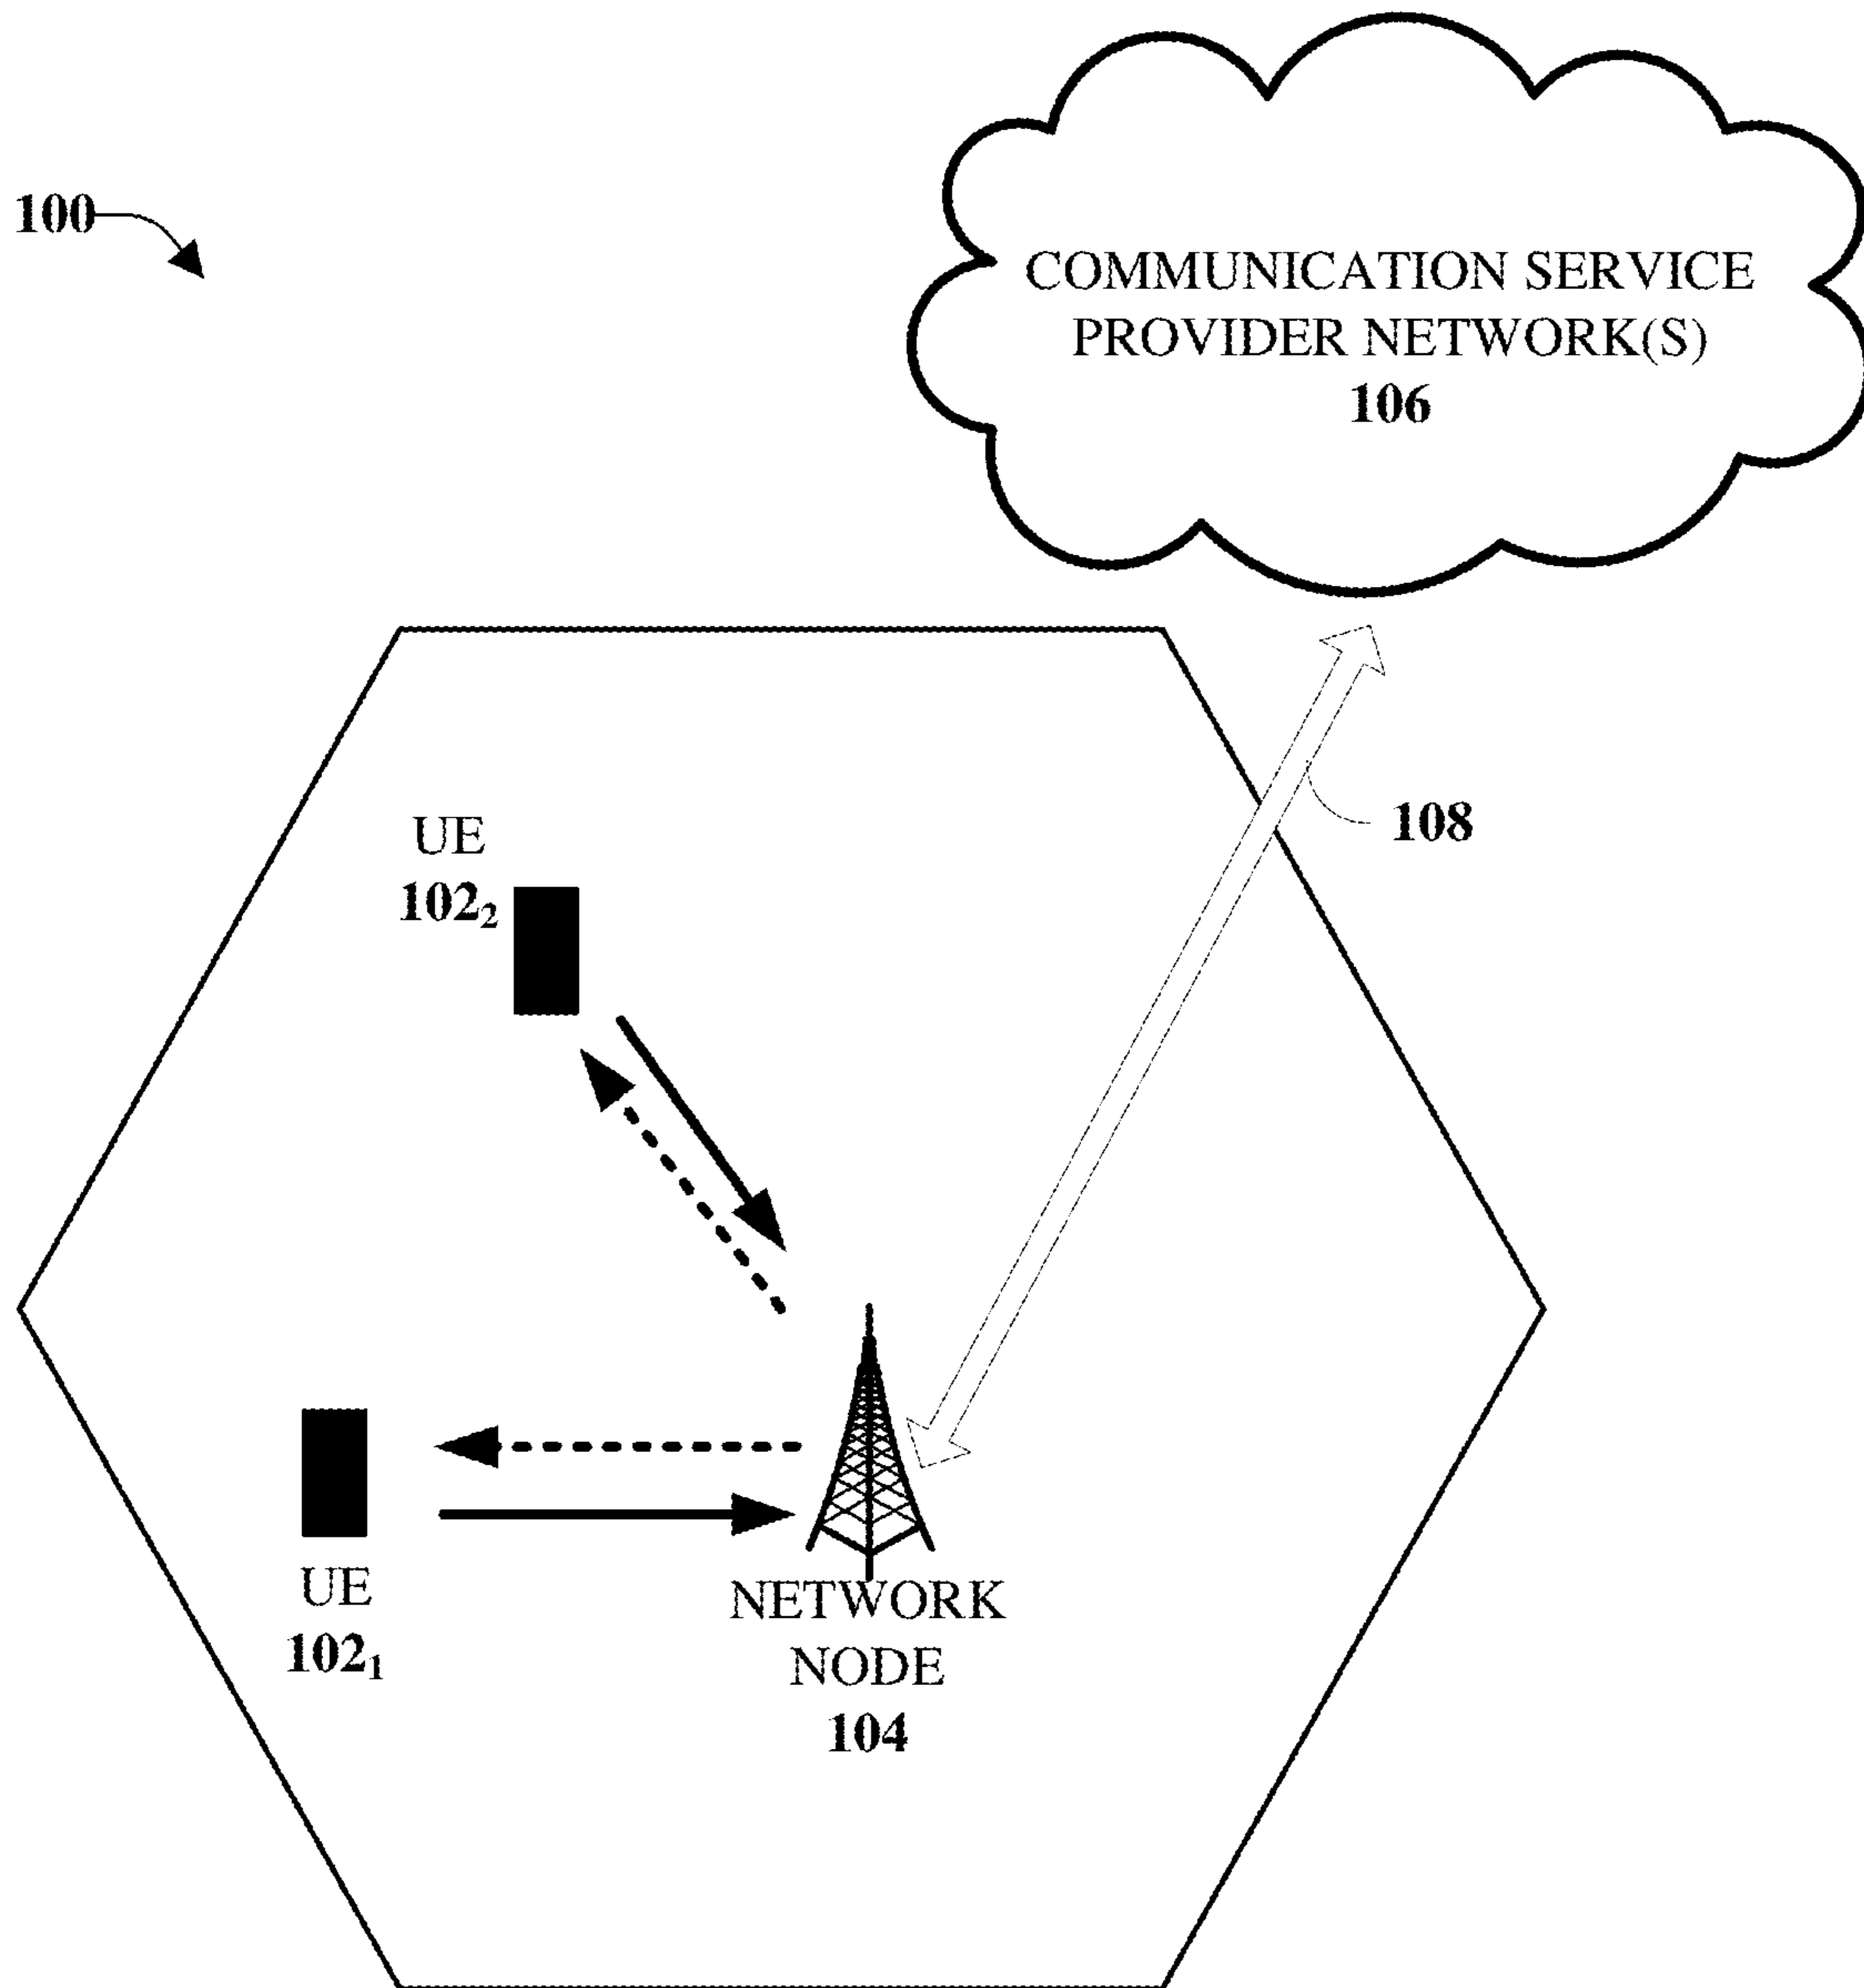 100
COMMUNICATION SERVICE
PROVIDER NETWORK(S)
106
108
UE
102₂
UE
102₁
NETWORK
NODE
104